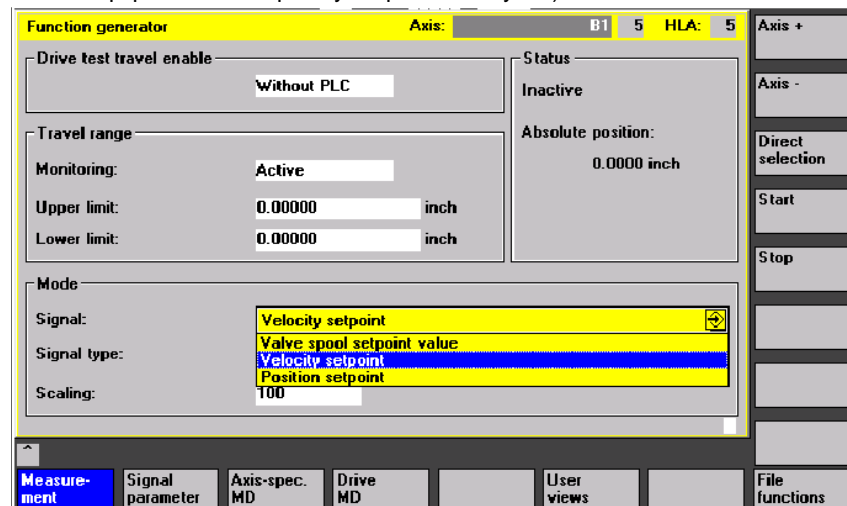 Function generator Axis: B1 5 HLA: 5
Drive test travel enable
Without PLC
Travel range
Monitoring: Active
Upper limit: 0.00000 inch
Lower limit: 0.00000 inch
Status
Inactive
Absolute position:
0.0000 inch
Mode
Signal: Velocity setpoint
Valve spool setpoint value
Signal type: Velocity setpoint
Position setpoint
Scaling: 100
Axis +
Axis -
Direct
selection
Start
Stop
^
Measure-
ment
Signal
parameter
Axis-spec.
MD
Drive
MD
User
views
File
functions